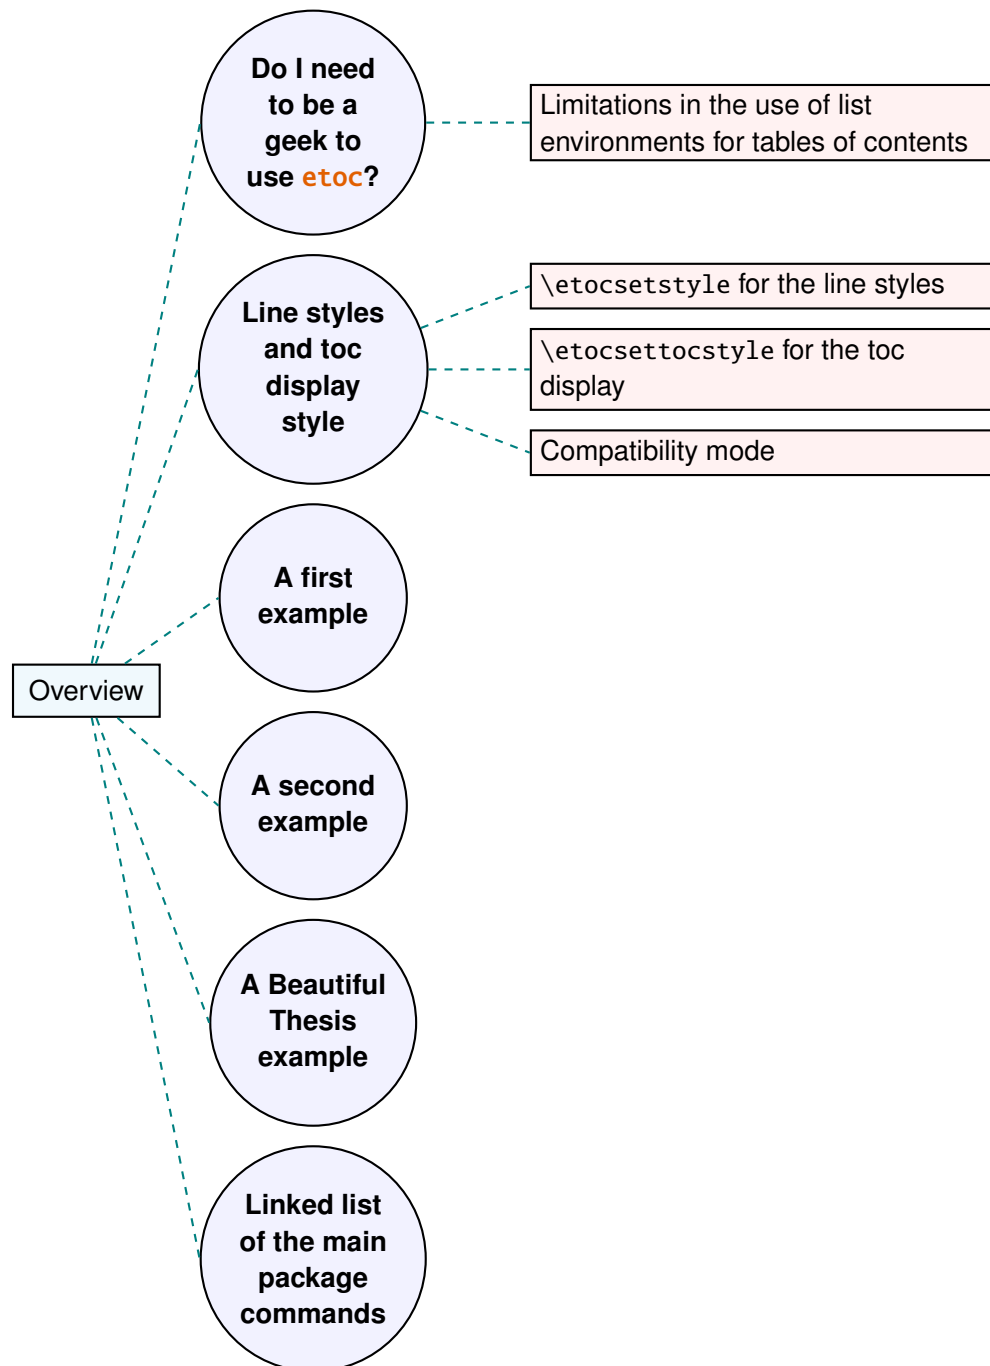 Do I need
to be a
geek to
use etoc?
Limitations in the use of list
environments for tables of contents
Line styles
and toc
display
style
\etocsetstyle for the line styles
\etocsettocstyle for the toc
display
Compatibility mode
A first
example
Overview
A second
example
A Beautiful
Thesis
example
Linked list
of the main
package
commands